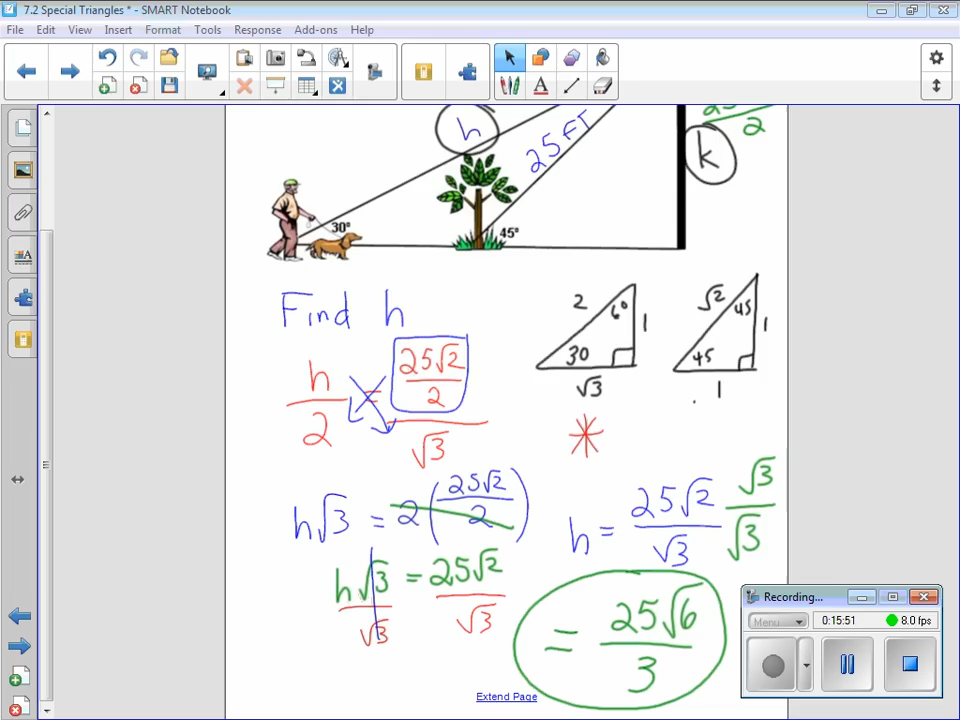 7.2 Special Triangles * - SMART Notebook
File Edit View Insert Format Tools Response Add-ons Help
h
25 FT
2
k
30°
45°
Find h
2
60
1
30
√3
√2
45
1
45
1
h/2 = (25√2/2)/√3
*
h√3 = 2(25√2/2)
h = 25√2/√3 √3/√3
h√3/√3 = 25√2/√3
= 25√6/3
Extend Page
Recording...
Menu
0:15:51
8.0 fps